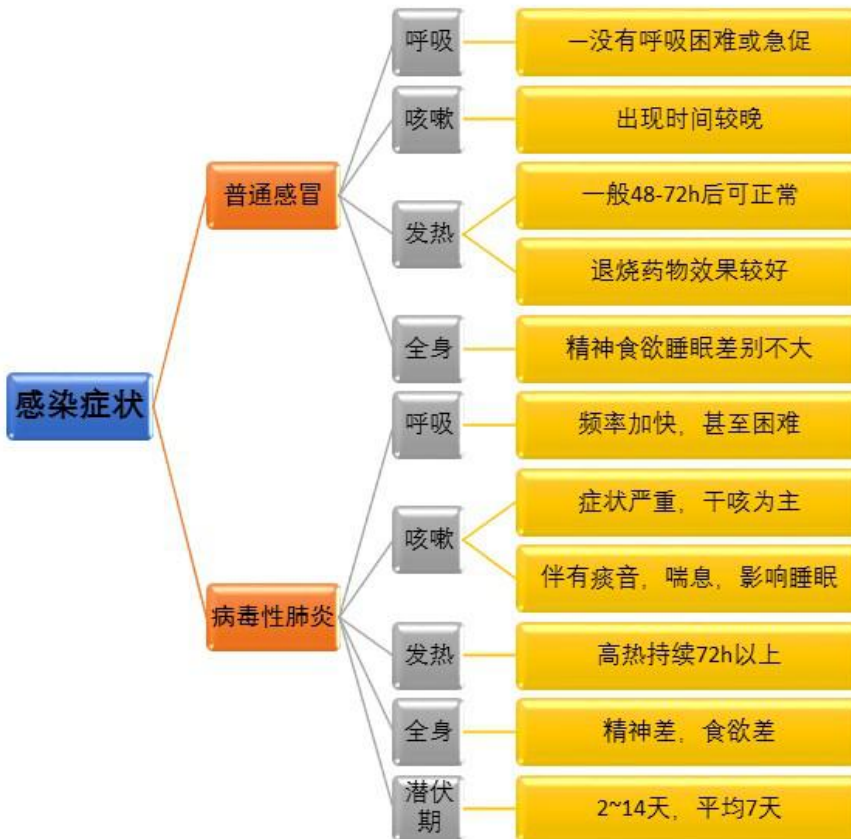 感染症状
普通感冒
呼吸
一没有呼吸困难或急促
咳嗽
出现时间较晚
发热
一般48-72h后可正常
退烧药物效果较好
全身
精神食欲睡眠差别不大
病毒性肺炎
呼吸
频率加快，甚至困难
咳嗽
症状严重，干咳为主
伴有痰音，喘息，影响睡眠
发热
高热持续72h以上
全身
精神差，食欲差
潜伏
期
2~14天，平均7天